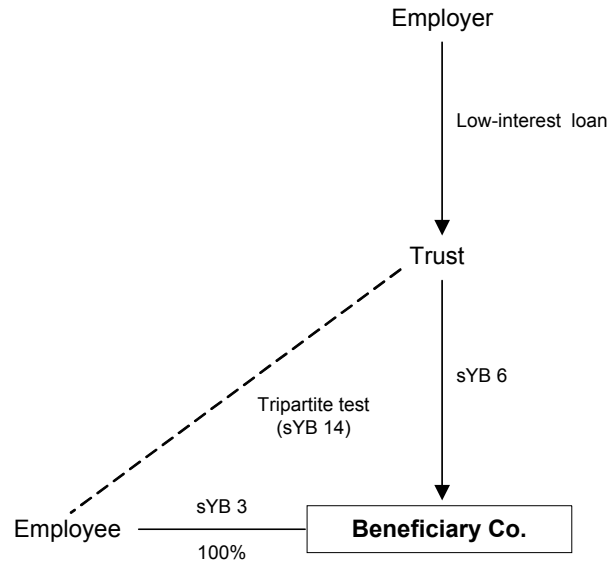 Employer
Low-interest loan
Trust
sYB 6
Tripartite test
(sYB 14)
sYB 3
Employee
Beneficiary Co.
100%